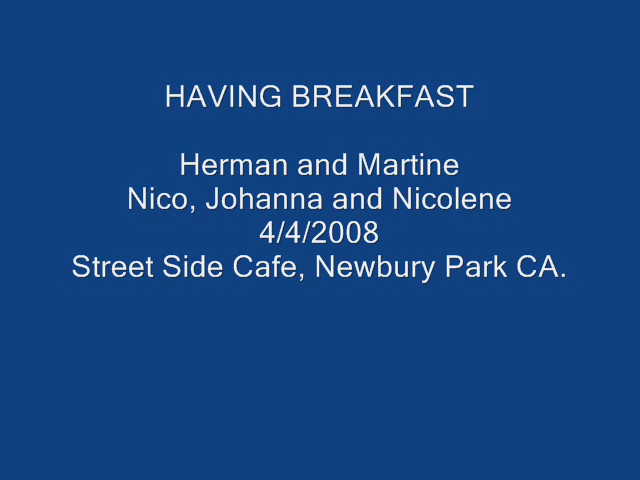 HAVING BREAKFAST
Herman and Martine
Nico, Johanna and Nicolene
4/4/2008
Street Side Cafe, Newbury Park CA.